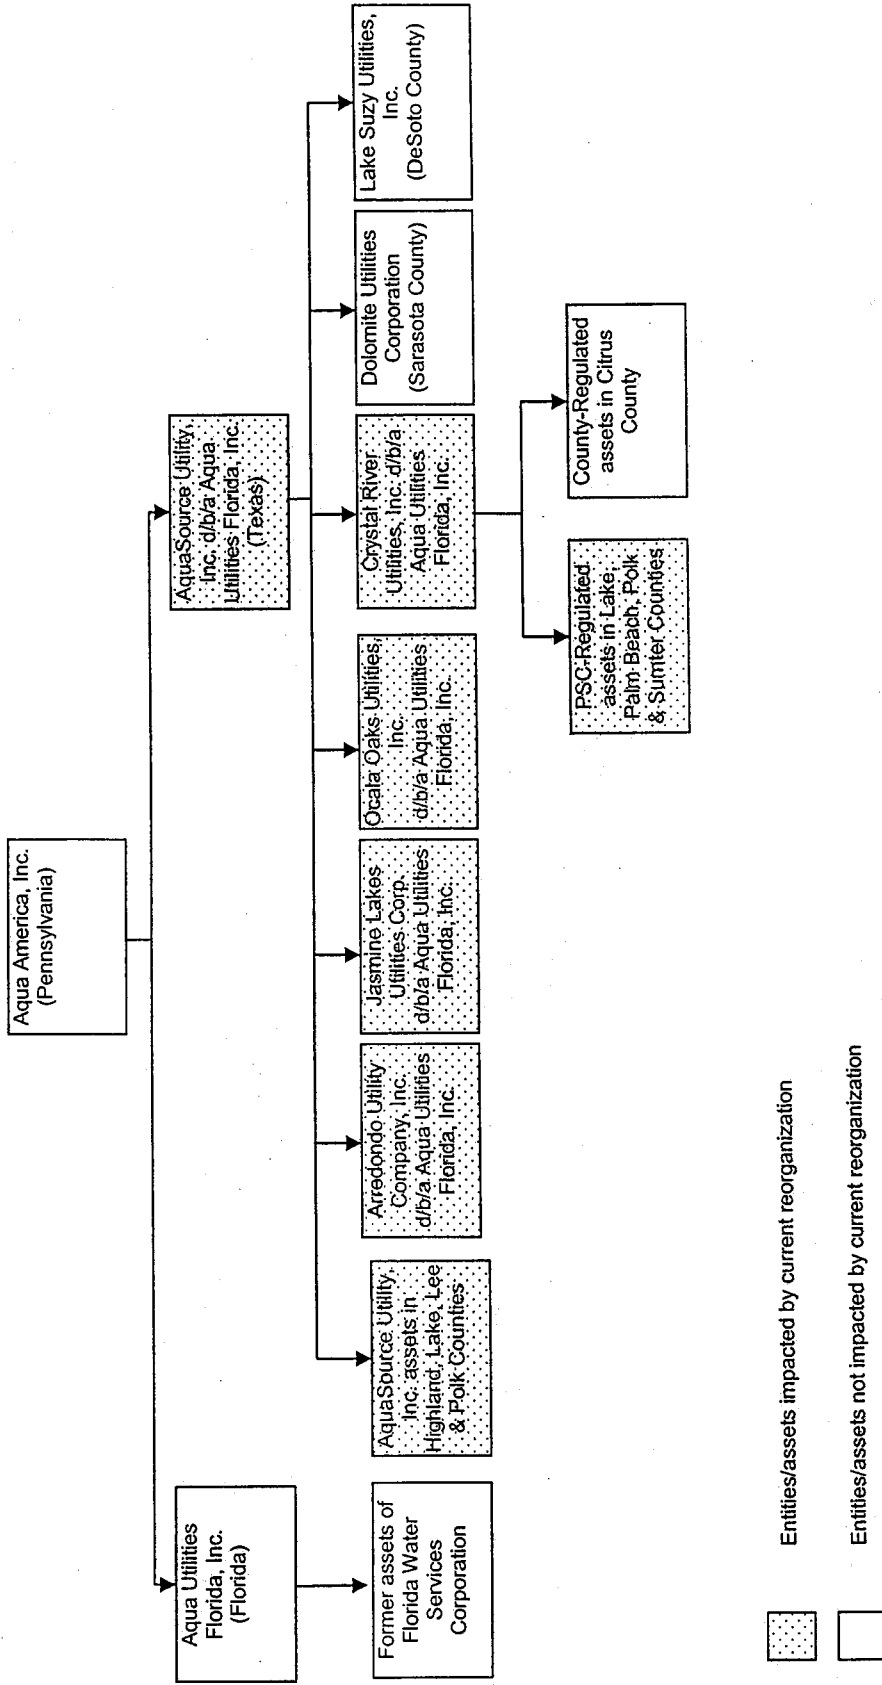 Aqua America, Inc.
(Pennsylvania)
Aqua Utilities
Florida, Inc.
(Florida)
AquaSource Utility,
Inc. d/b/a Aqua
Utilities Florida, Inc.
(Texas)
Former assets of
Florida Water
Services
Corporation
AquaSource Utility,
Inc. assets in
Highland, Lake, Lee
& Polk Counties
Arredondo Utility
Company, Inc.
d/b/a Aqua Utilities
Florida, Inc.
Jasmine Lakes
Utilities Corp.
d/b/a Aqua Utilities
Florida, Inc.
Ocala Oaks Utilities,
Inc.
d/b/a Aqua Utilities
Florida, Inc.
Crystal River
Utilities, Inc. d/b/a
Aqua Utilities
Florida, Inc.
Dolomite Utilities
Corporation
(Sarasota County)
Lake Suzy Utilities,
Inc.
(DeSoto County)
PSC-Regulated
assets in Lake,
Palm Beach, Polk
& Sumter Counties
County-Regulated
assets in Citrus
County
Entities/assets impacted by current reorganization
Entities/assets not impacted by current reorganization